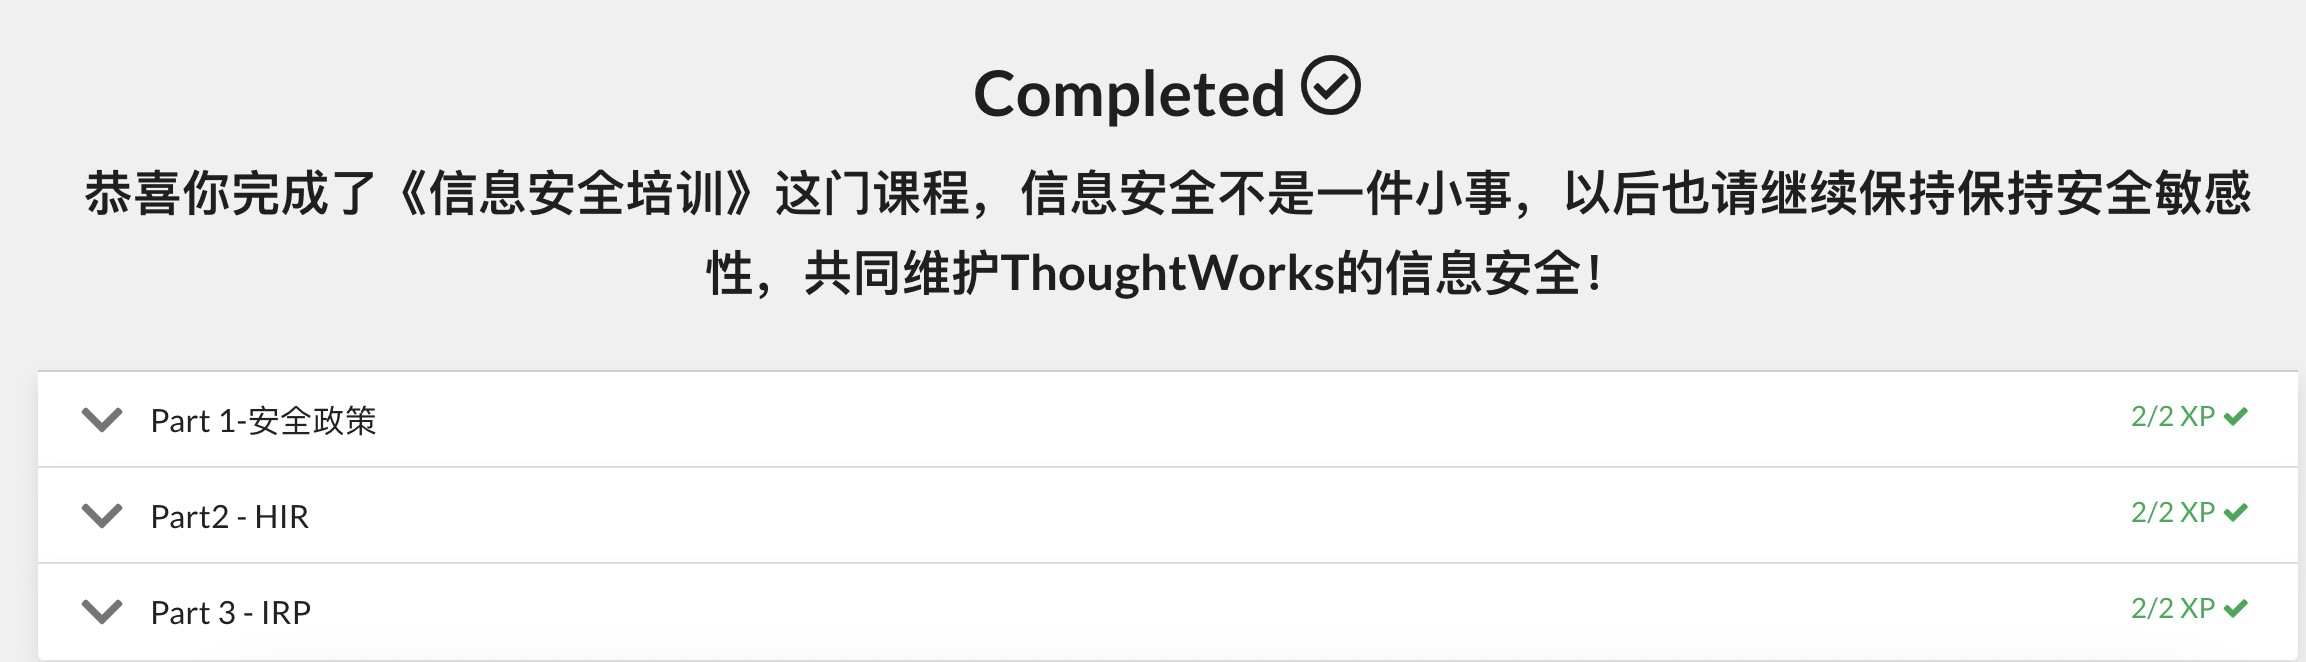 Completed
恭喜你完成了《信息安全培训》这门课程，信息安全不是一件小事，以后也请继续保持保持安全敏感
性，共同维护ThoughtWorks的信息安全！
Part 1-安全政策 2/2 XP
Part2 - HIR 2/2 XP
Part 3 - IRP 2/2 XP